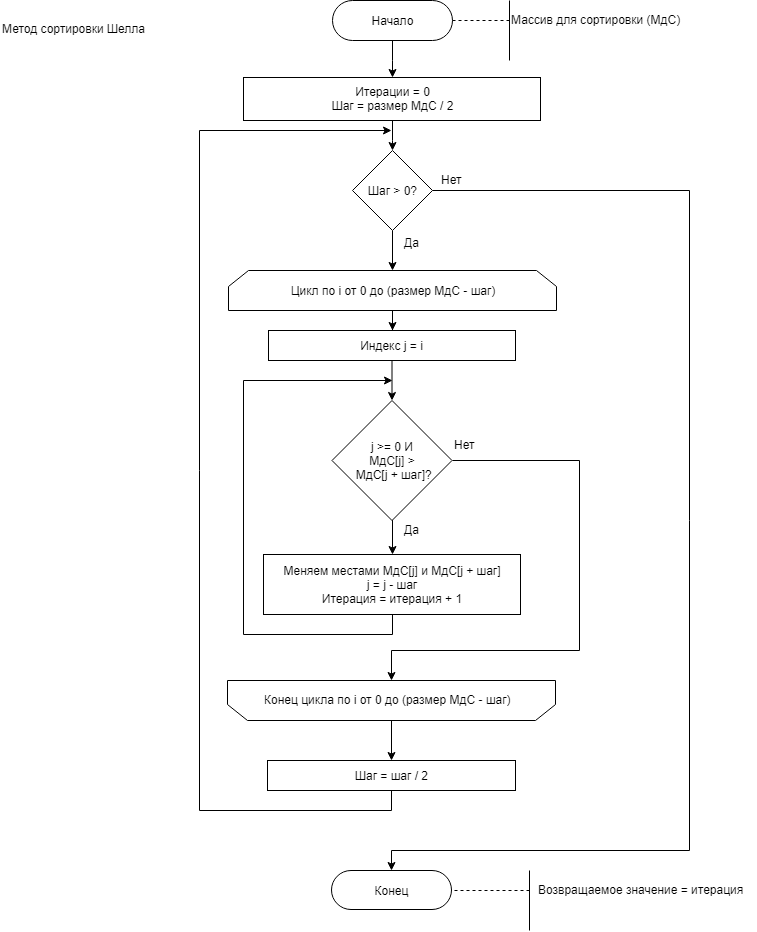 Начало
Массив для сортировки (МдС)
Метод сортировки Шелла
Итерации = 0
Шаг = размер МдС / 2
Шаг > 0?
Нет
Да
Цикл по i от 0 до (размер МдС - шаг)
Индекс j = i
j >= 0 И
МдС[j] >
МдС[j + шаг]?
Нет
Да
Меняем местами МдС[j] и МдС[j + шаг]
j = j - шаг
Итерация = итерация + 1
Конец цикла по i от 0 до (размер МдС - шаг)
Шаг = шаг / 2
Конец
Возвращаемое значение = итерация